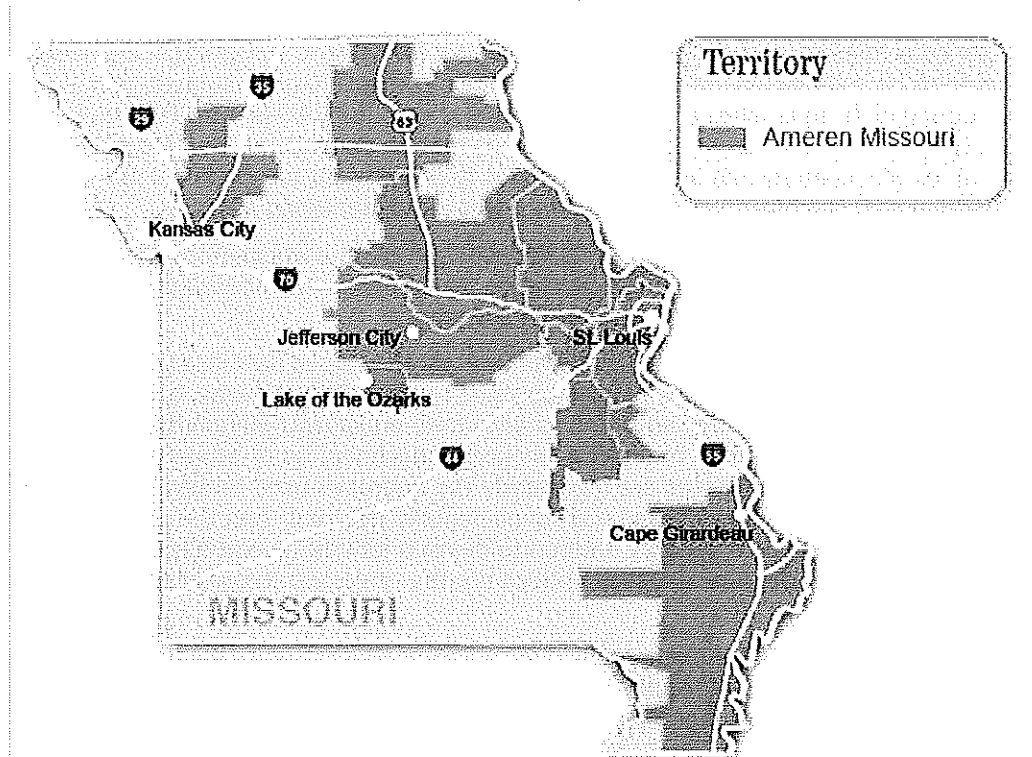 Territory
Ameren Missouri
35
29
63
Kansas City
70
Jefferson City
St. Louis
Lake of the Ozarks
44
55
Cape Girardeau
MISSOURI